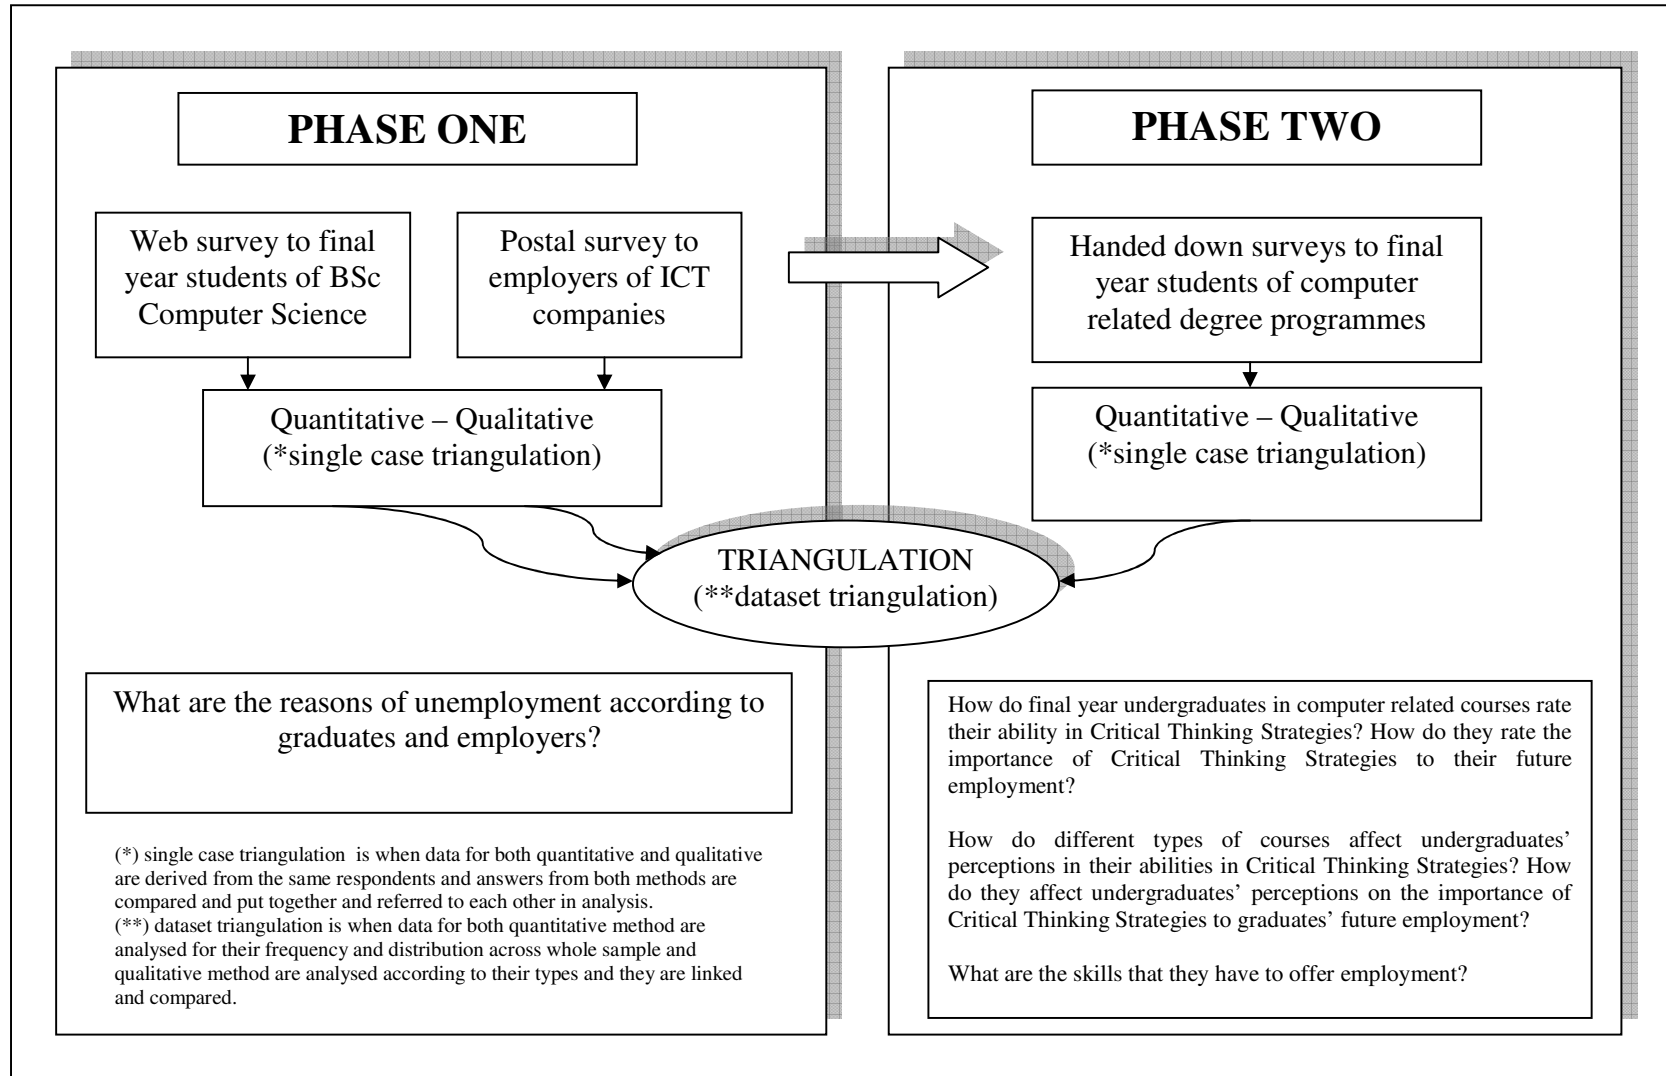 PHASE ONE
Web survey to final
year students of BSc
Computer Science
Postal survey to
employers of ICT
companies
Quantitative – Qualitative
(*single case triangulation)
PHASE TWO
Handed down surveys to final
year students of computer
related degree programmes
Quantitative – Qualitative
(*single case triangulation)
TRIANGULATION
(**dataset triangulation)
What are the reasons of unemployment according to
graduates and employers?
(*) single case triangulation is when data for both quantitative and qualitative
are derived from the same respondents and answers from both methods are
compared and put together and referred to each other in analysis.
(**) dataset triangulation is when data for both quantitative method are
analysed for their frequency and distribution across whole sample and
qualitative method are analysed according to their types and they are linked
and compared.
How do final year undergraduates in computer related courses rate
their ability in Critical Thinking Strategies? How do they rate the
importance of Critical Thinking Strategies to their future
employment?
How do different types of courses affect undergraduates’
perceptions in their abilities in Critical Thinking Strategies? How
do they affect undergraduates’ perceptions on the importance of
Critical Thinking Strategies to graduates’ future employment?
What are the skills that they have to offer employment?